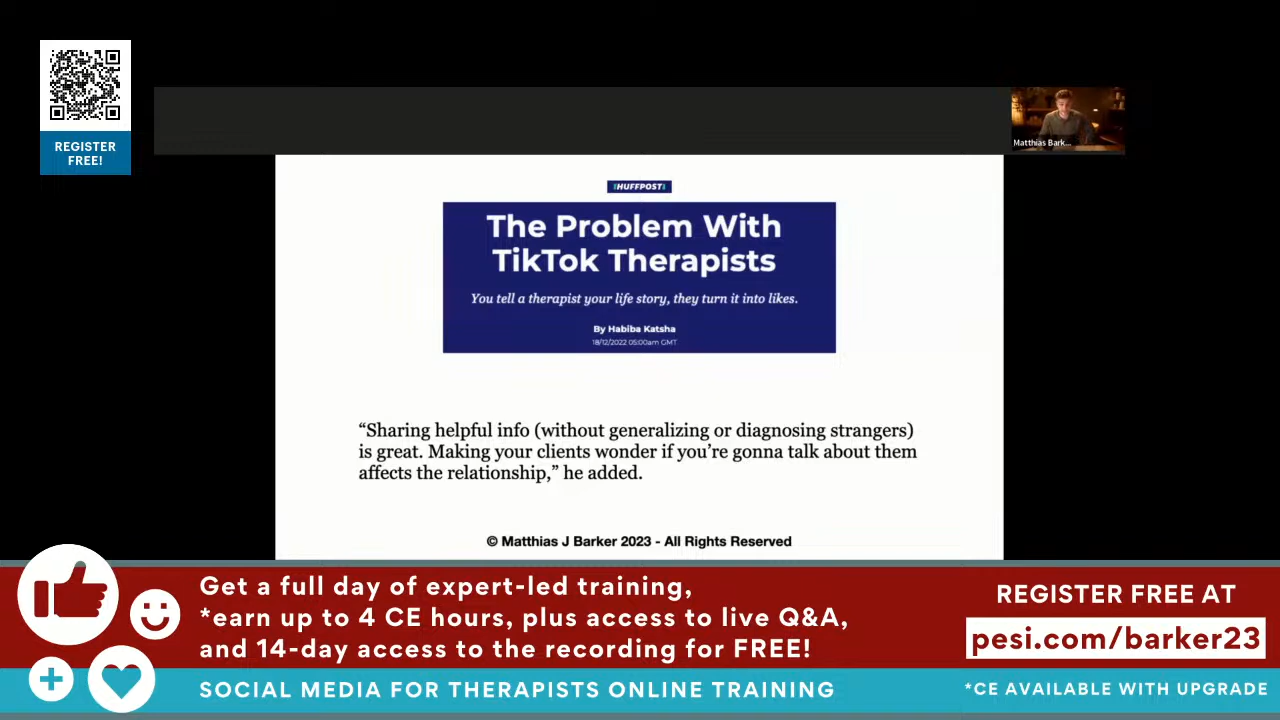 REGISTER
FREE!
Matthias Bark...
HUFFPOST
The Problem With
TikTok Therapists
You tell a therapist your life story, they turn it into likes.
By Habiba Katsha
18/12/2022 05:00am GMT
“Sharing helpful info (without generalizing or diagnosing strangers)
is great. Making your clients wonder if you’re gonna talk about them
affects the relationship,” he added.
© Matthias J Barker 2023 - All Rights Reserved
Get a full day of expert-led training,
*earn up to 4 CE hours, plus access to live Q&A,
and 14-day access to the recording for FREE!
SOCIAL MEDIA FOR THERAPISTS ONLINE TRAINING
REGISTER FREE AT
pesi.com/barker23
*CE AVAILABLE WITH UPGRADE